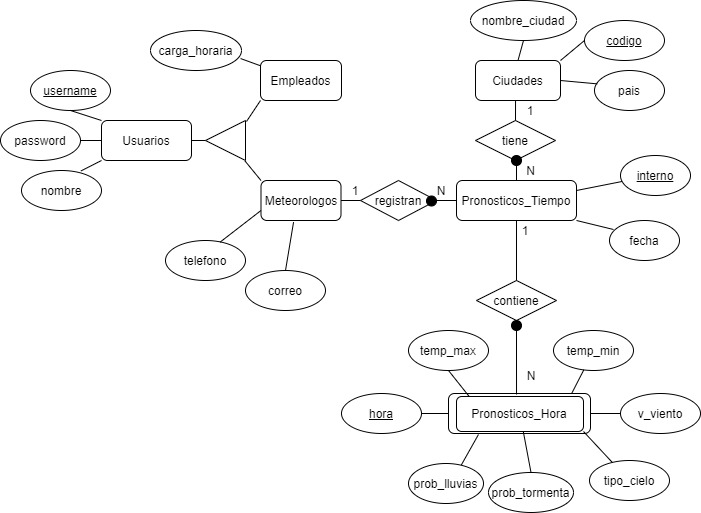 nombre_ciudad
carga_horaria
codigo
Empleados
Ciudades
username
pais
1
password
Usuarios
tiene
N
interno
nombre
Meteorologos
1
registran
N
Pronosticos_Tiempo
1
fecha
telefono
correo
contiene
temp_max
temp_min
N
hora
Pronosticos_Hora
v_viento
prob_lluvias
prob_tormenta
tipo_cielo